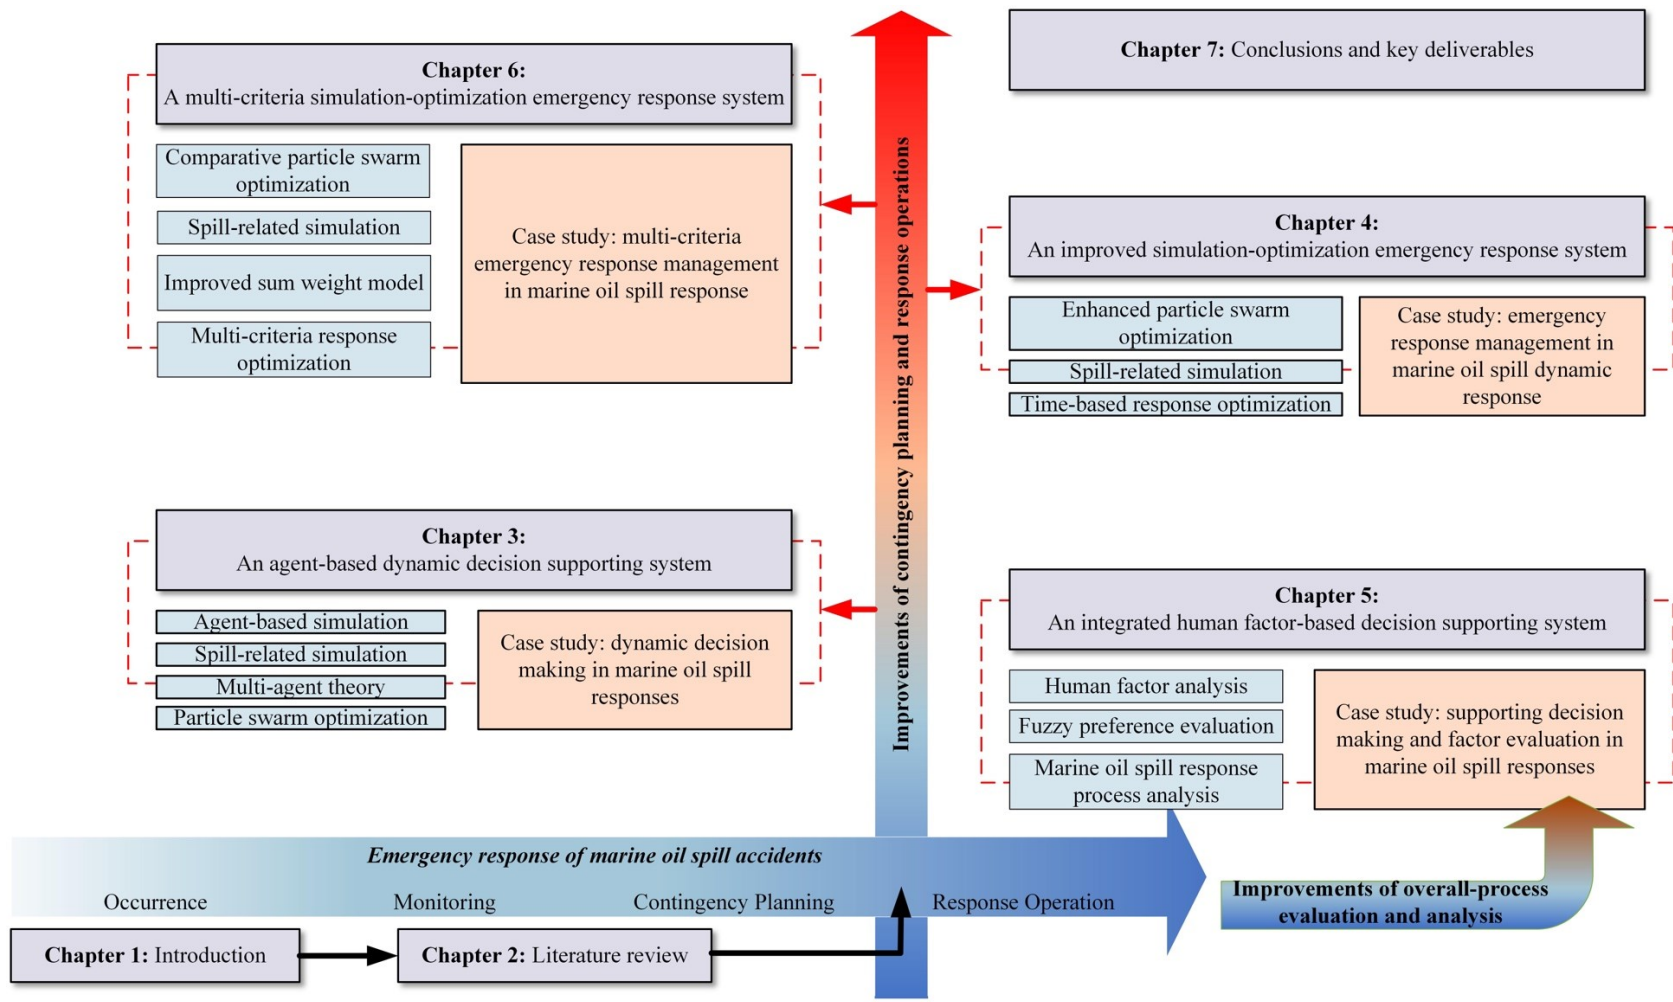 Chapter 6:
A multi-criteria simulation-optimization emergency response system
Comparative particle swarm
optimization
Spill-related simulation
Improved sum weight model
Multi-criteria response
optimization
Case study: multi-criteria
emergency response management
in marine oil spill response
Chapter 3:
An agent-based dynamic decision supporting system
Agent-based simulation
Spill-related simulation
Multi-agent theory
Particle swarm optimization
Case study: dynamic decision
making in marine oil spill
responses
Improvements of contingency planning and response operations
Chapter 7: Conclusions and key deliverables
Chapter 4:
An improved simulation-optimization emergency response system
Enhanced particle swarm
optimization
Spill-related simulation
Time-based response optimization
Case study: emergency
response management in
marine oil spill dynamic
response
Chapter 5:
An integrated human factor-based decision supporting system
Human factor analysis
Fuzzy preference evaluation
Marine oil spill response
process analysis
Case study: supporting decision
making and factor evaluation in
marine oil spill responses
Emergency response of marine oil spill accidents
Occurrence
Monitoring
Contingency Planning
Response Operation
Improvements of overall-process
evaluation and analysis
Chapter 1: Introduction
Chapter 2: Literature review